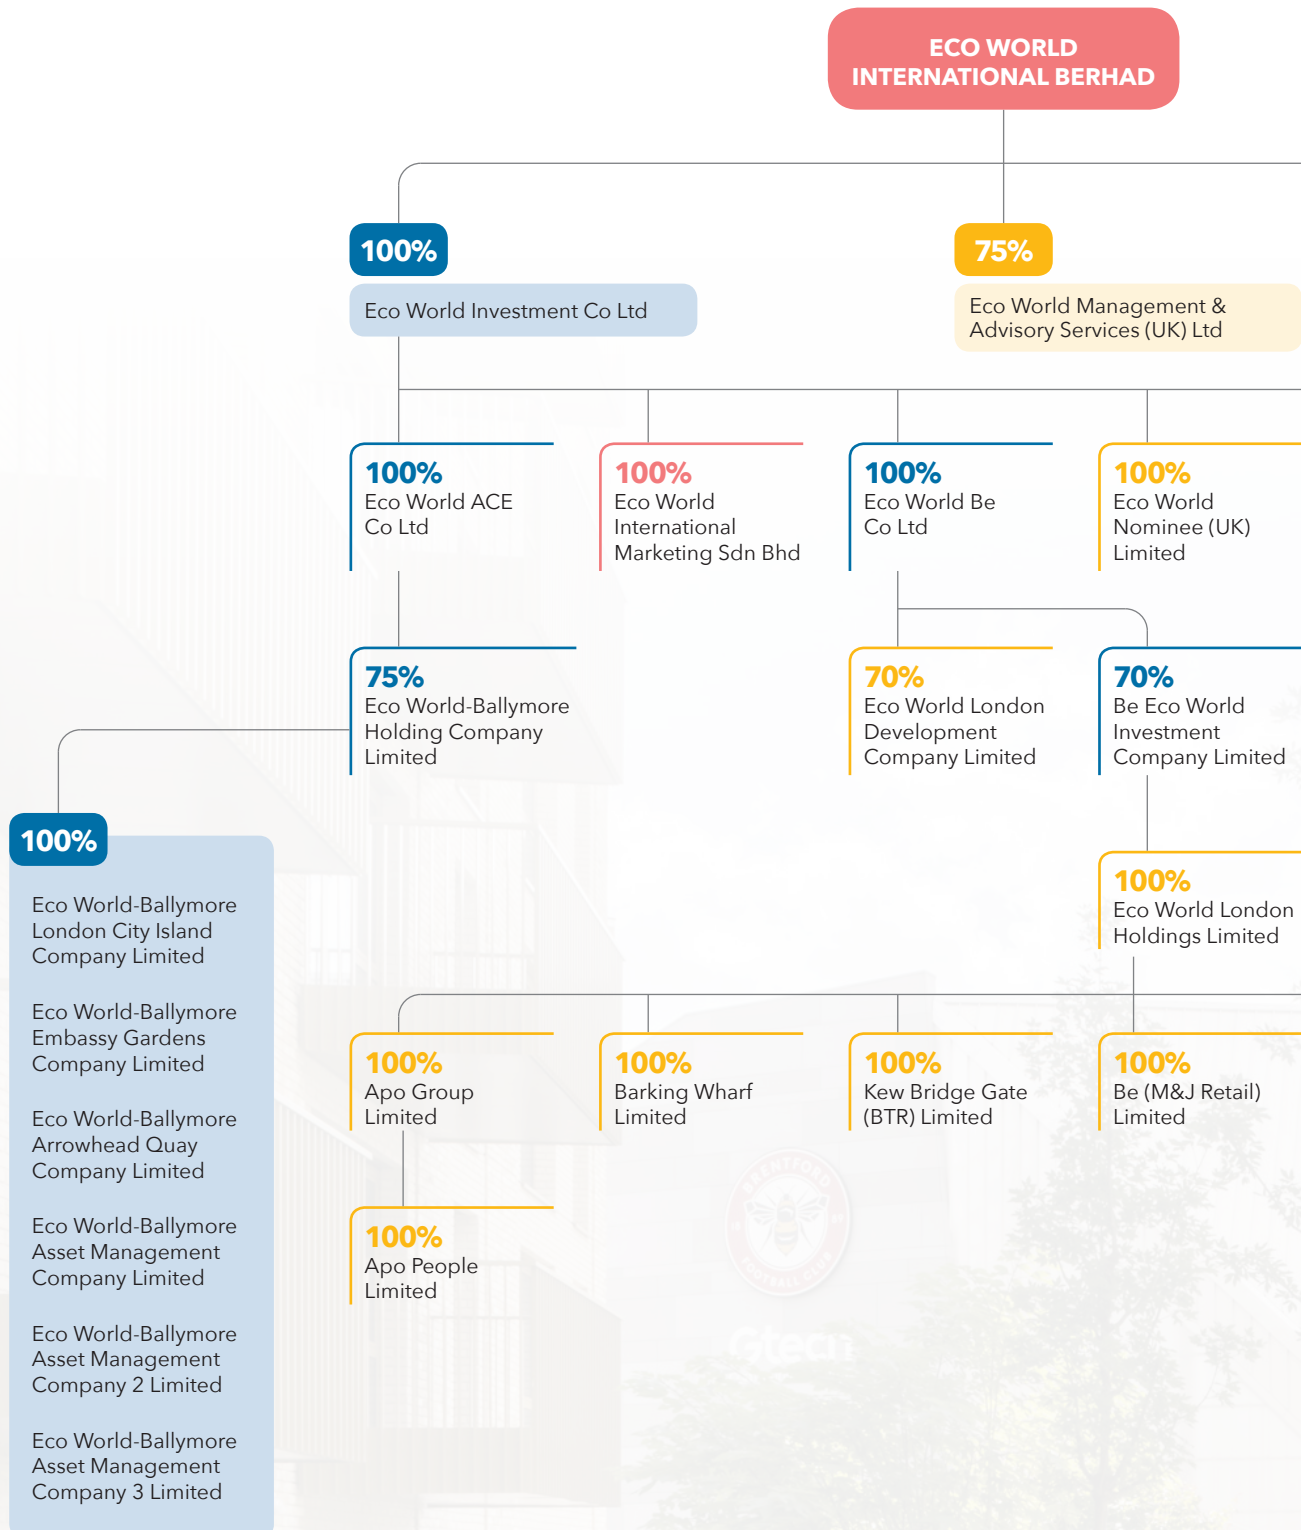 ECO WORLD
INTERNATIONAL BERHAD
100%
Eco World Investment Co Ltd
75%
Eco World Management &
Advisory Services (UK) Ltd
100%
Eco World ACE
Co Ltd
100%
Eco World
International
Marketing Sdn Bhd
100%
Eco World Be
Co Ltd
100%
Eco World
Nominee (UK)
Limited
75%
Eco World-Ballymore
Holding Company
Limited
70%
Eco World London
Development
Company Limited
70%
Be Eco World
Investment
Company Limited
100%
Eco World-Ballymore
London City Island
Company Limited
Eco World-Ballymore
Embassy Gardens
Company Limited
Eco World-Ballymore
Arrowhead Quay
Company Limited
Eco World-Ballymore
Asset Management
Company Limited
Eco World-Ballymore
Asset Management
Company 2 Limited
Eco World-Ballymore
Asset Management
Company 3 Limited
100%
Eco World London
Holdings Limited
100%
Apo Group
Limited
100%
Barking Wharf
Limited
100%
Kew Bridge Gate
(BTR) Limited
100%
Be (M&J Retail)
Limited
100%
Apo People
Limited
BRENTFORD
FOOTBALL CLUB
Gtech